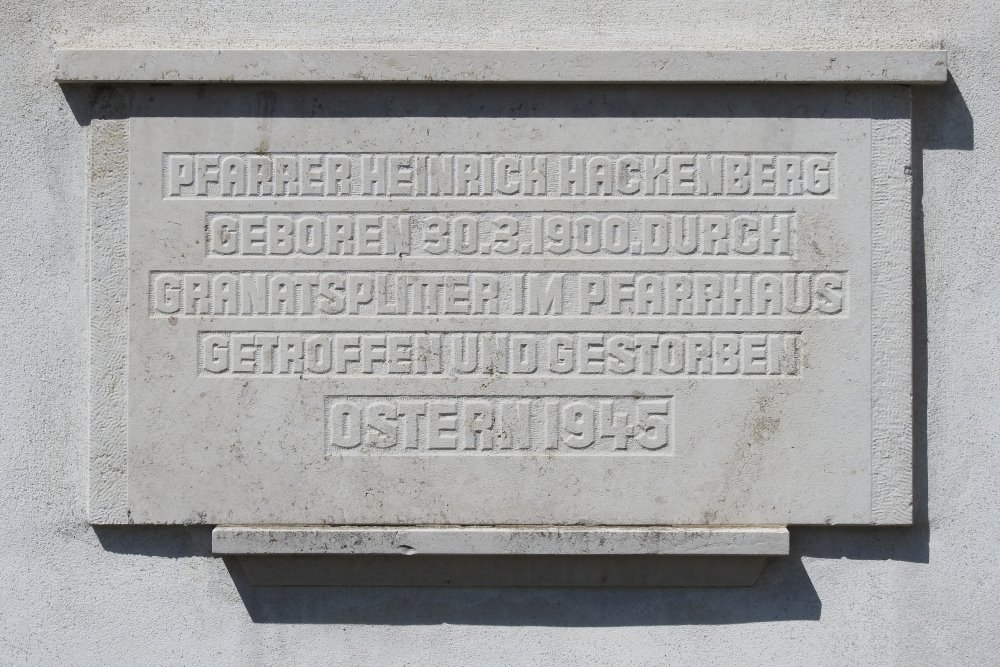 PFARRER HEINRICH HACKENBERG
GEBOREN 30.3.1900.DURCH
GRANATSPLITTER IM PFARRHAUS
GETROFFEN UND GESTORBEN
OSTERN 1945